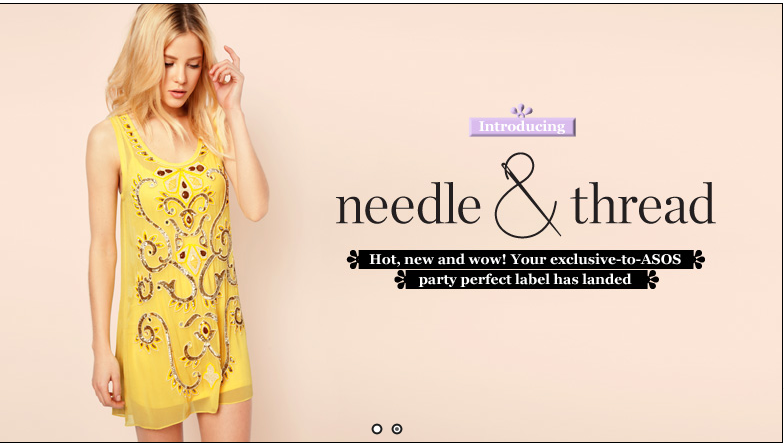 Introducing
needle & thread
Hot, new and wow! Your exclusive-to-ASOS
party perfect label has landed